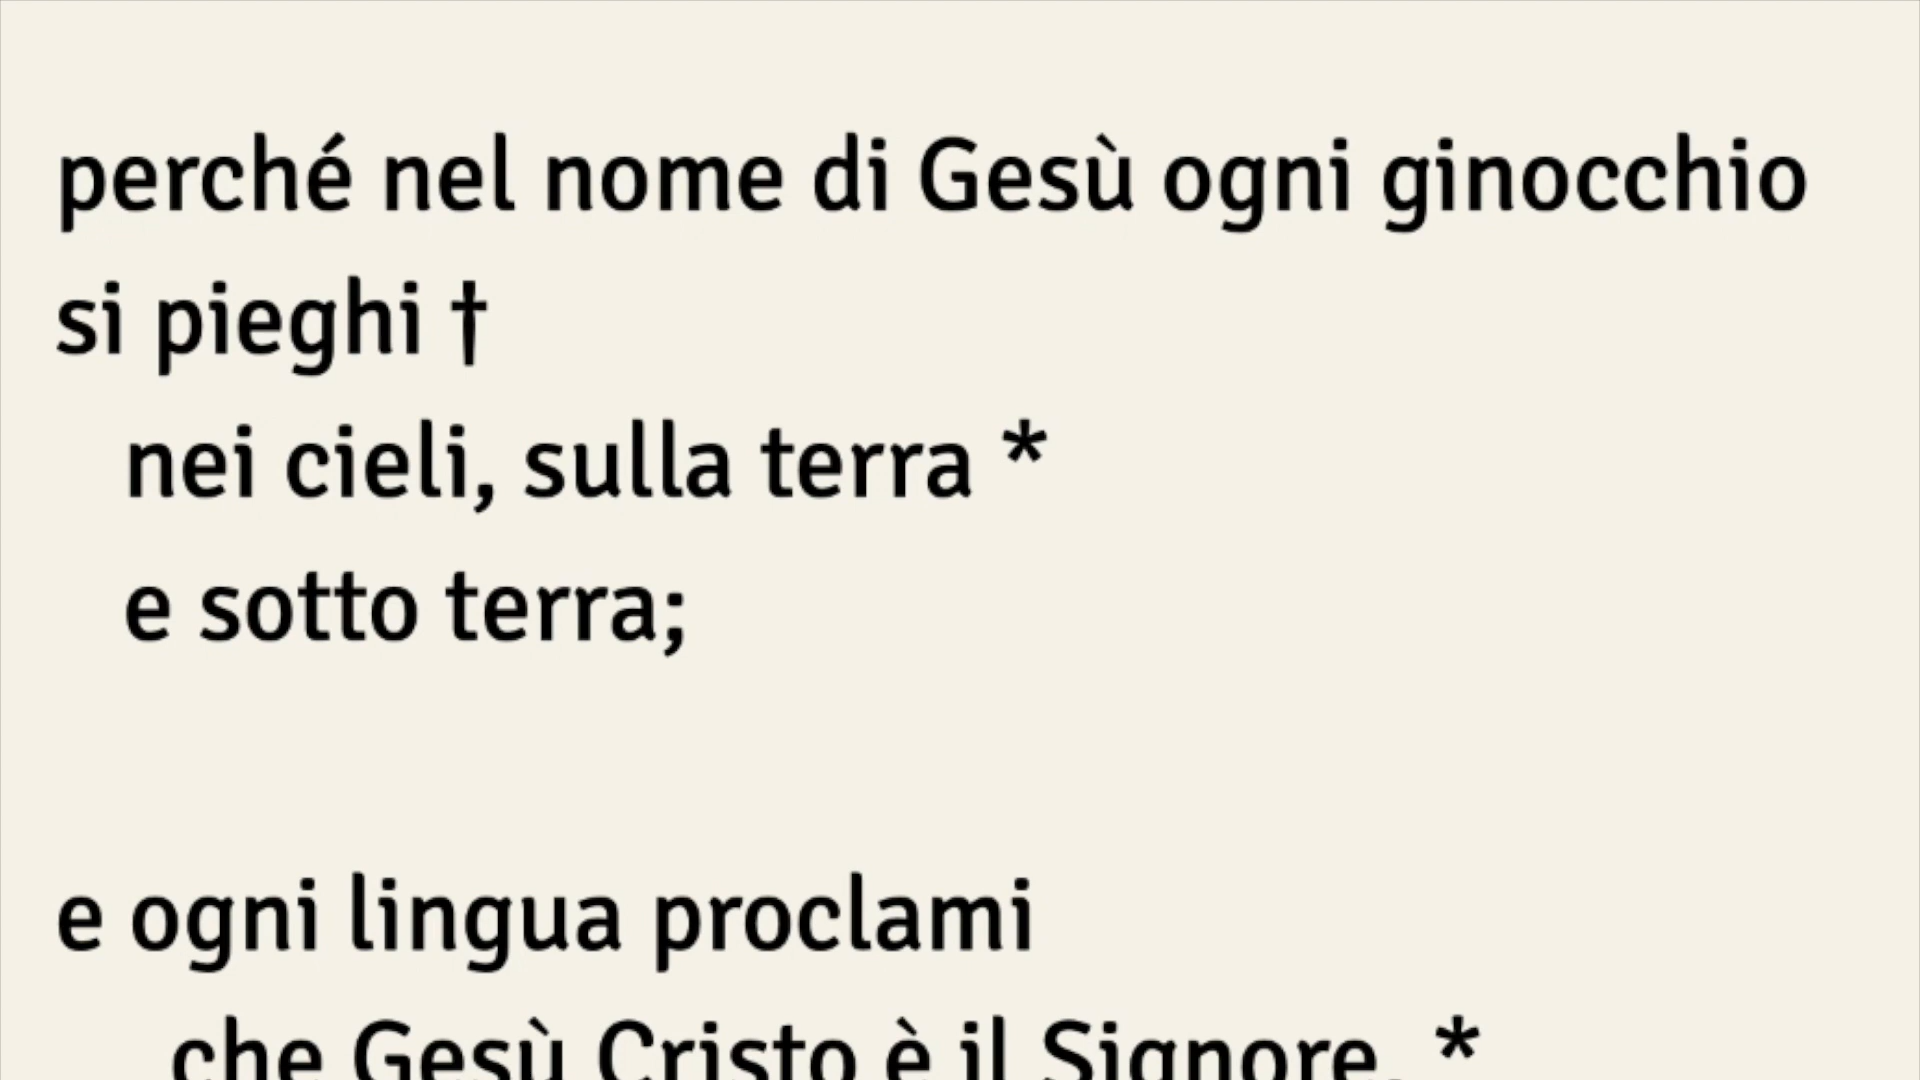 perché nel nome di Gesù ogni ginocchio
si pieghi †
nei cieli, sulla terra *
e sotto terra;
e ogni lingua proclami
che Gesù Cristo è il Signore, *